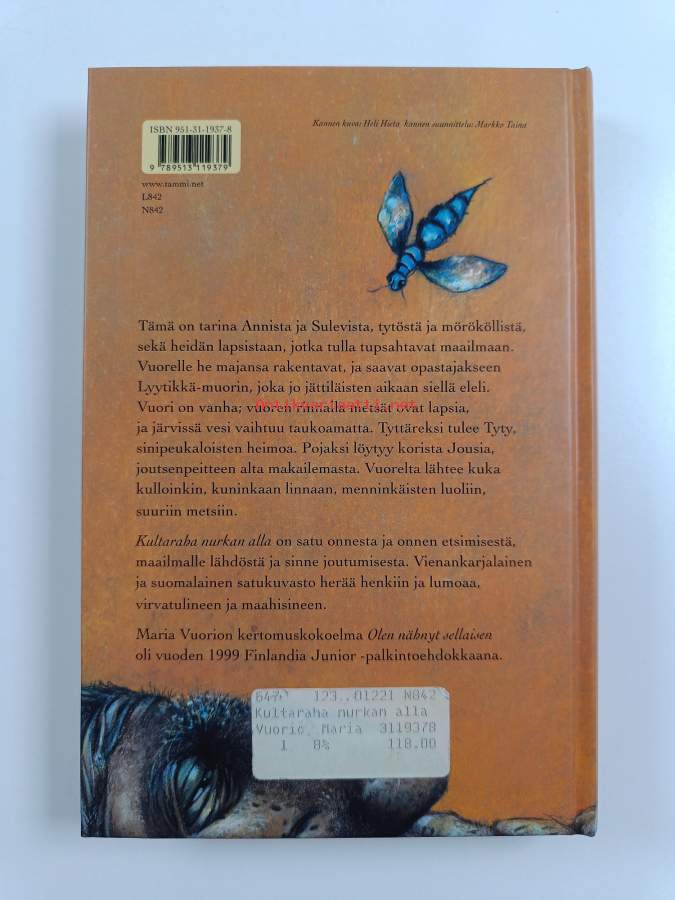 ISBN 951-31-1937-8
9 789513 119379
www.tammi.net
L842
N842
Kannen kuva: Heli Hieta kannen suunnittelu: Markko Taina
Tämä on tarina Annista ja Sulevista, tytöstä ja mörököllistä,
sekä heidän lapsistaan, jotka tulla tupsahtavat maailmaan.
Vuorelle he majansa rakentavat, ja saavat opastajakseen
Lyytikkä-muorin, joka jo jättiläisten aikaan siellä eleli.
Antikvariaatti.net
Vuori on vanha; vuoren rinnalla metsät ovat lapsia,
ja järvissä vesi vaihtuu taukoamatta. Tyttäreksi tulee Tyty,
sinipeukaloisten heimoa. Pojaksi löytyy korista Jousia,
joutsenpeitteen alta makailemasta. Vuorelta lähtee kuka
kulloinkin, kuninkaan linnaan, menninkäisten luoliin,
suuriin metsiin.
Kultaraha nurkan alla on satu onnesta ja onnen etsimisestä,
maailmalle lähdöstä ja sinne joutumisesta. Vienankarjalainen
ja suomalainen satukuvasto herää henkiin ja lumoaa,
virvatulineen ja maahisineen.
Maria Vuorion kertomuskokoelma Olen nähnyt sellaisen
oli vuoden 1999 Finlandia Junior -palkintoehdokkaana.
123..01221 N842
Kultaraha nurkan alla
Vuorio, Maria 3119378
1 8% 118.00